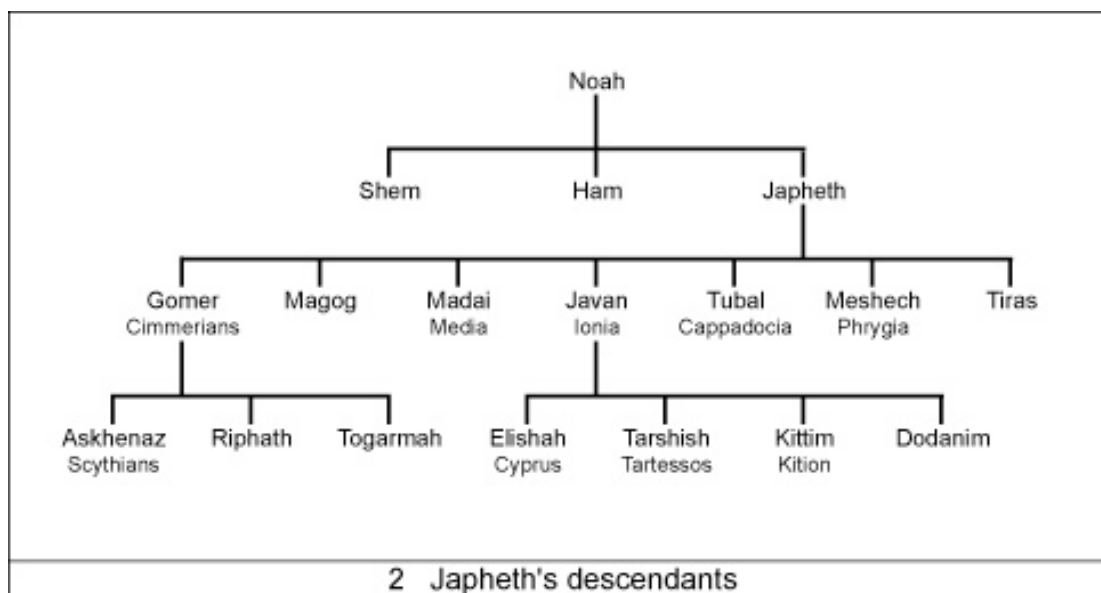 Noah
Shem Ham Japheth
Gomer Magog Madai Javan Tubal Meshech Tiras
Cimmerians Media Ionia Cappadocia Phrygia
Askhenaz Riphath Togarmah Elishah Tarshish Kittim Dodanim
Scythians Cyprus Tartessos Kition
2 Japheth's descendants